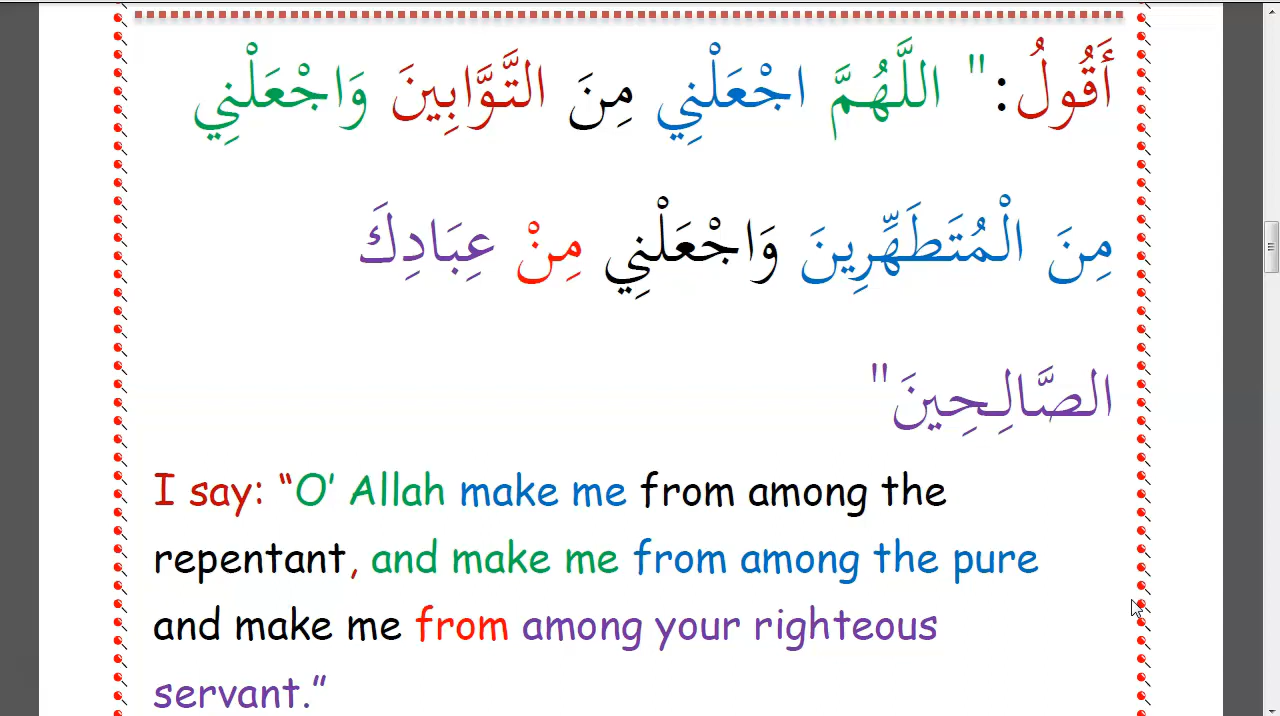 أَقُولُ: " اللَّهُمَّ اجْعَلْنِي مِنَ التَّوَّابِينَ وَاجْعَلْنِي
مِنَ الْمُتَطَهِّرِينَ وَاجْعَلْنِي مِنْ عِبَادِكَ
الصَّالِحِينَ"
I say: “O’ Allah make me from among the
repentant, and make me from among the pure
and make me from among your righteous
servant.”